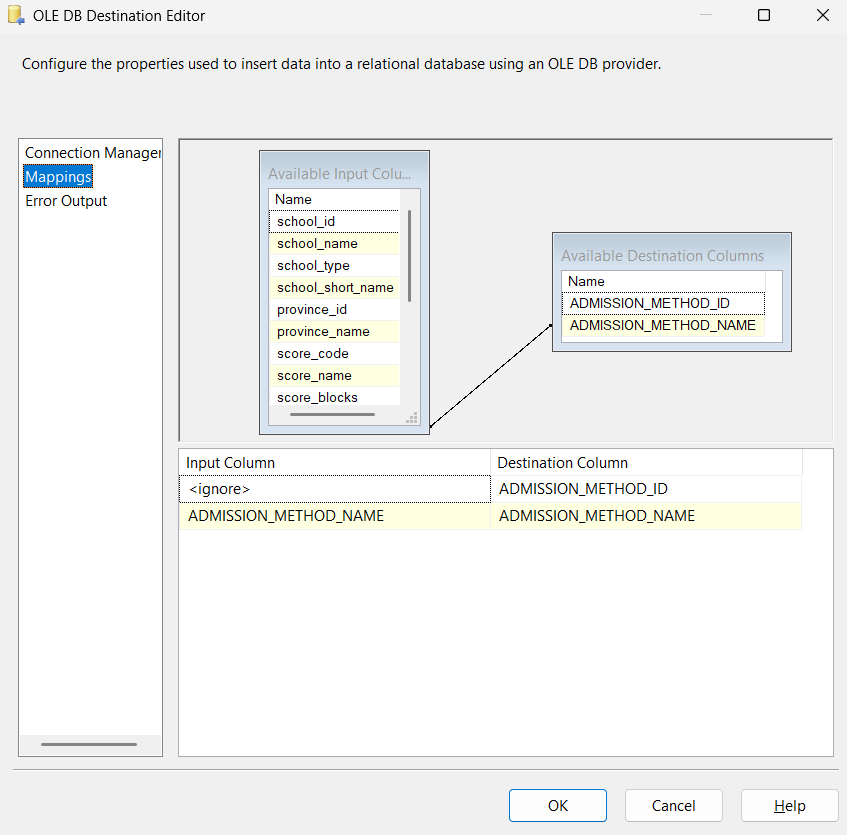 OLE DB Destination Editor
Configure the properties used to insert data into a relational database using an OLE DB provider.
Connection Manager
Mappings
Error Output
Available Input Colu...
Name
school_id
school_name
school_type
school_short_name
province_id
province_name
score_code
score_name
score_blocks
Available Destination Columns
Name
ADMISSION_METHOD_ID
ADMISSION_METHOD_NAME
Input Column Destination Column
<ignore> ADMISSION_METHOD_ID
ADMISSION_METHOD_NAME ADMISSION_METHOD_NAME
OK Cancel Help